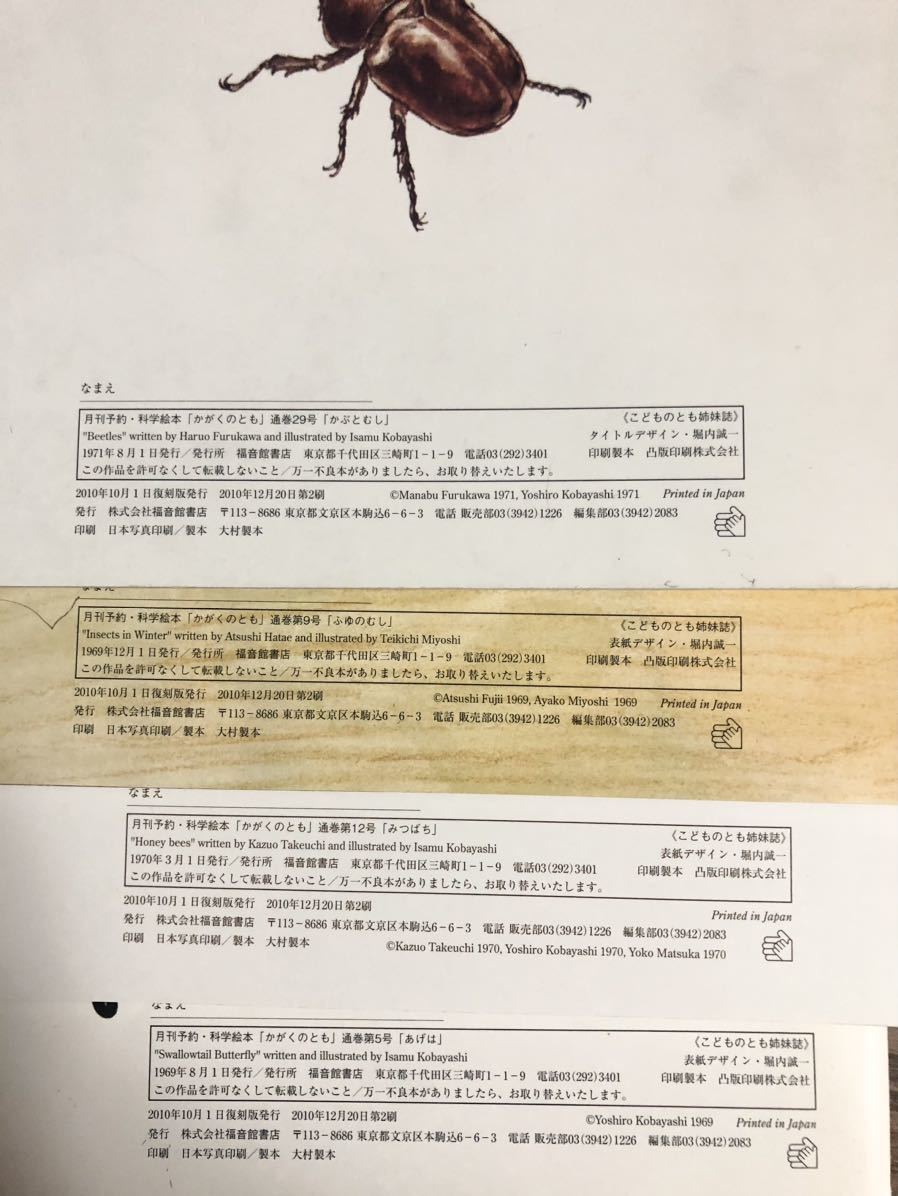 なまえ
月刊予約・科学絵本「かがくのとも」通巻29号「かぶとむし」 《こどものとも姉妹誌》
"Beetles" written by Haruo Furukawa and illustrated by Isamu Kobayashi タイトルデザイン・堀内誠一
1971年8月1日発行／発行所 福音館書店 東京都千代田区三崎町1−1−9 電話03(292)3401 印刷製本 凸版印刷株式会社
この作品を許可なくして転載しないこと／万一不良本がありましたら、お取り替えいたします。
2010年10月1日復刻版発行 2010年12月20日第2刷 ©Manabu Furukawa 1971, Yoshiro Kobayashi 1971 Printed in Japan
発行 株式会社福音館書店 〒113−8686 東京都文京区本駒込6−6−3 電話 販売部03(3942)1226 編集部03(3942)2083
印刷 日本写真印刷／製本 大村製本
なまえ
月刊予約・科学絵本「かがくのとも」通巻第9号「ふゆのむし」 《こどものとも姉妹誌》
"Insects in Winter" written by Atsushi Hatae and illustrated by Teikichi Miyoshi 表紙デザイン・堀内誠一
1969年12月1日発行／発行所 福音館書店 東京都千代田区三崎町1−1−9 電話03(292)3401 印刷製本 凸版印刷株式会社
この作品を許可なくして転載しないこと／万一不良本がありましたら、お取り替えいたします。
2010年10月1日復刻版発行 2010年12月20日第2刷 ©Atsushi Fujii 1969, Ayako Miyoshi 1969 Printed in Japan
発行 株式会社福音館書店 〒113−8686 東京都文京区本駒込6−6−3 電話 販売部03(3942)1226 編集部03(3942)2083
印刷 日本写真印刷／製本 大村製本
なまえ
月刊予約・科学絵本「かがくのとも」通巻第12号「みつばち」 《こどものとも姉妹誌》
"Honey bees" written by Kazuo Takeuchi and illustrated by Isamu Kobayashi 表紙デザイン・堀内誠一
1970年3月1日発行／発行所 福音館書店 東京都千代田区三崎町1−1−9 電話03(292)3401 印刷製本 凸版印刷株式会社
この作品を許可なくして転載しないこと／万一不良本がありましたら、お取り替えいたします。
2010年10月1日復刻版発行 2010年12月20日第2刷 Printed in Japan
発行 株式会社福音館書店 〒113−8686 東京都文京区本駒込6−6−3 電話 販売部03(3942)1226 編集部03(3942)2083
印刷 日本写真印刷／製本 大村製本 ©Kazuo Takeuchi 1970, Yoshiro Kobayashi 1970, Yoko Matsuka 1970
なまえ
月刊予約・科学絵本「かがくのとも」通巻第5号「あげは」 《こどものとも姉妹誌》
"Swallowtail Butterfly" written and illustrated by Isamu Kobayashi 表紙デザイン・堀内誠一
1969年8月1日発行／発行所 福音館書店 東京都千代田区三崎町1−1−9 電話03(292)3401 印刷製本 凸版印刷株式会社
この作品を許可なくして転載しないこと／万一不良本がありましたら、お取り替えいたします。
2010年10月1日復刻版発行 2010年12月20日第2刷 ©Yoshiro Kobayashi 1969 Printed in Japan
発行 株式会社福音館書店 〒113−8686 東京都文京区本駒込6−6−3 電話 販売部03(3942)1226 編集部03(3942)2083
印刷 日本写真印刷／製本 大村製本